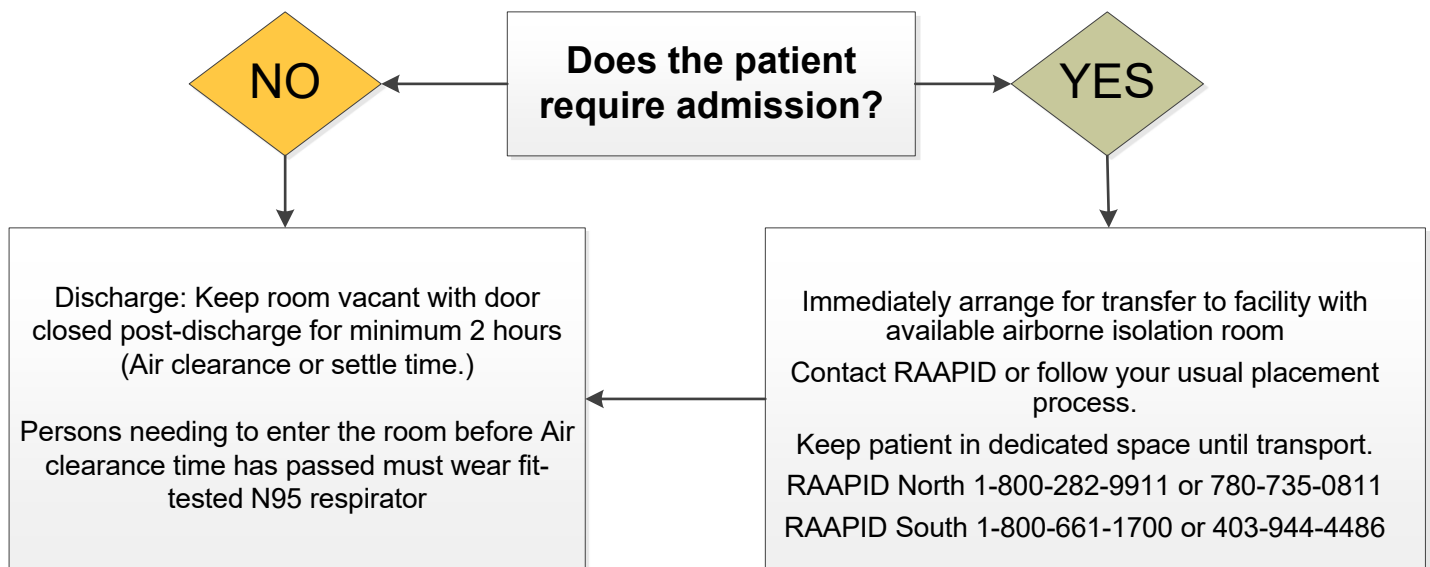 NO
Does the patient
require admission?
YES
Discharge: Keep room vacant with door
closed post-discharge for minimum 2 hours
(Air clearance or settle time.)
Persons needing to enter the room before Air
clearance time has passed must wear fit-
tested N95 respirator
Immediately arrange for transfer to facility with
available airborne isolation room
Contact RAAPID or follow your usual placement
process.
Keep patient in dedicated space until transport.
RAAPID North 1-800-282-9911 or 780-735-0811
RAAPID South 1-800-661-1700 or 403-944-4486